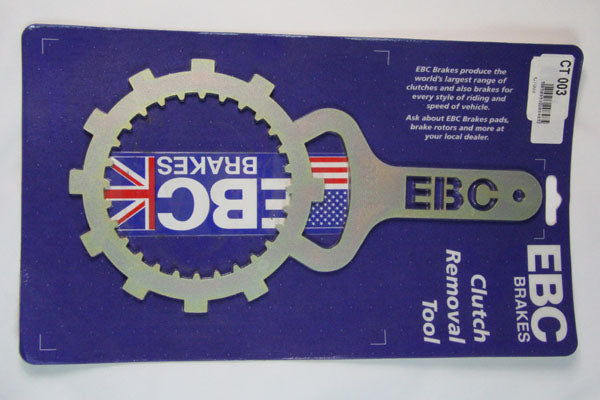 EBC Brakes produce the
world's largest range of
clutches and also brakes for
every style of riding and
speed of vehicle.
Ask about EBC Brakes pads,
brake rotors and more at
your local dealer.
CT 003
EBC
BRAKES
EBC
EBC
BRAKES
Clutch
Removal
Tool